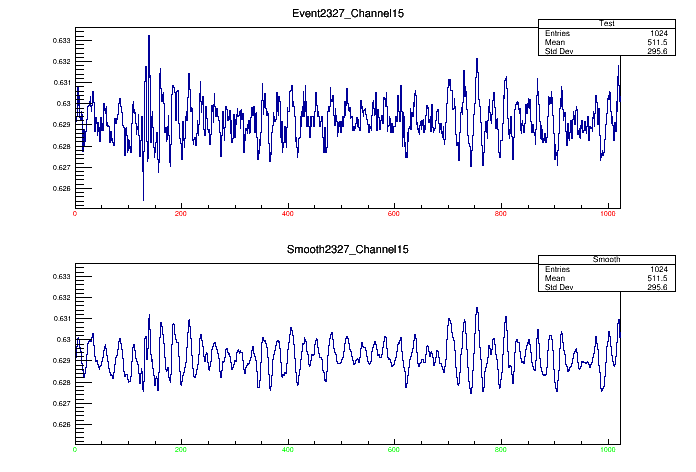 Event2327_Channel15
Test
Entries 1024
Mean 511.5
Std Dev 295.6
0.633
0.632
0.631
0.63
0.629
0.628
0.627
0.626
0 200 400 600 800 1000
Smooth2327_Channel15
Smooth
Entries 1024
Mean 511.5
Std Dev 295.6
0.633
0.632
0.631
0.63
0.629
0.628
0.627
0.626
0 200 400 600 800 1000